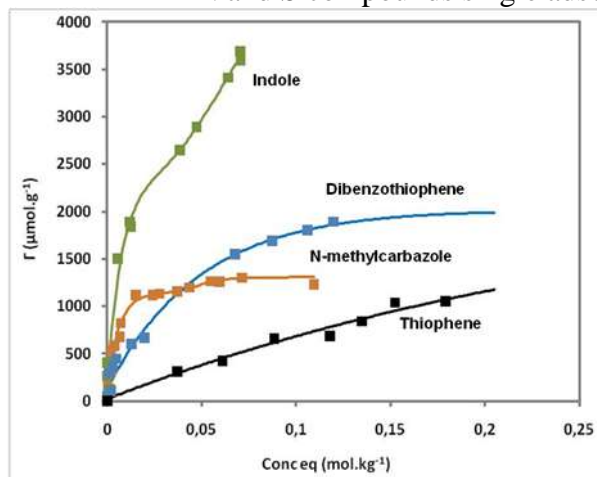 4000
3500
3000
2500
2000
1500
1000
500
0
Γ (µmol.g⁻¹)
Indole
Dibenzothiophene
N-methylcarbazole
Thiophene
0 0,05 0,1 0,15 0,2 0,25
Conc eq (mol.kg⁻¹)